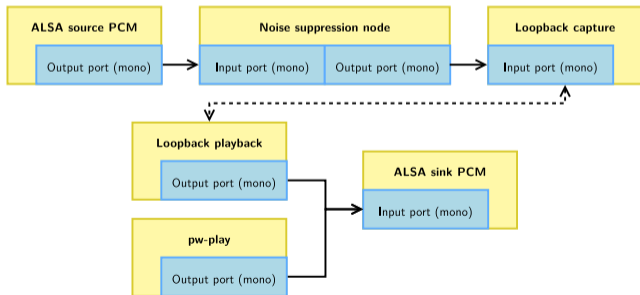 ALSA source PCM
Output port (mono)
Noise suppression node
Input port (mono)
Output port (mono)
Loopback capture
Input port (mono)
Loopback playback
Output port (mono)
ALSA sink PCM
Input port (mono)
pw-play
Output port (mono)